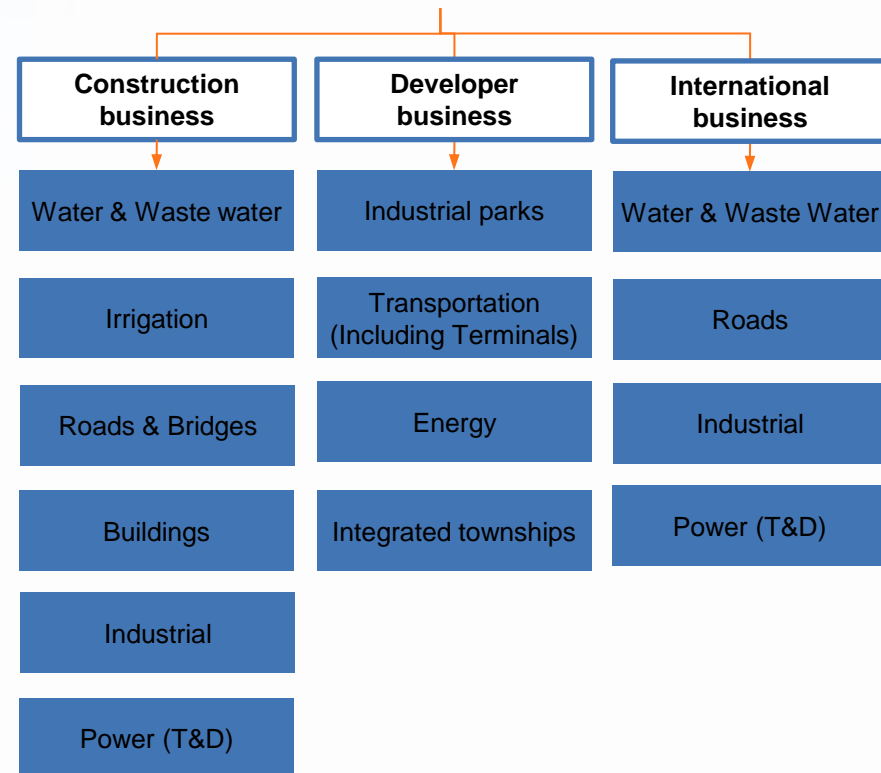 Construction
business
Developer
business
International
business
Water & Waste water
Irrigation
Roads & Bridges
Buildings
Industrial
Power (T&D)
Industrial parks
Transportation
(Including Terminals)
Energy
Integrated townships
Water & Waste Water
Roads
Industrial
Power (T&D)